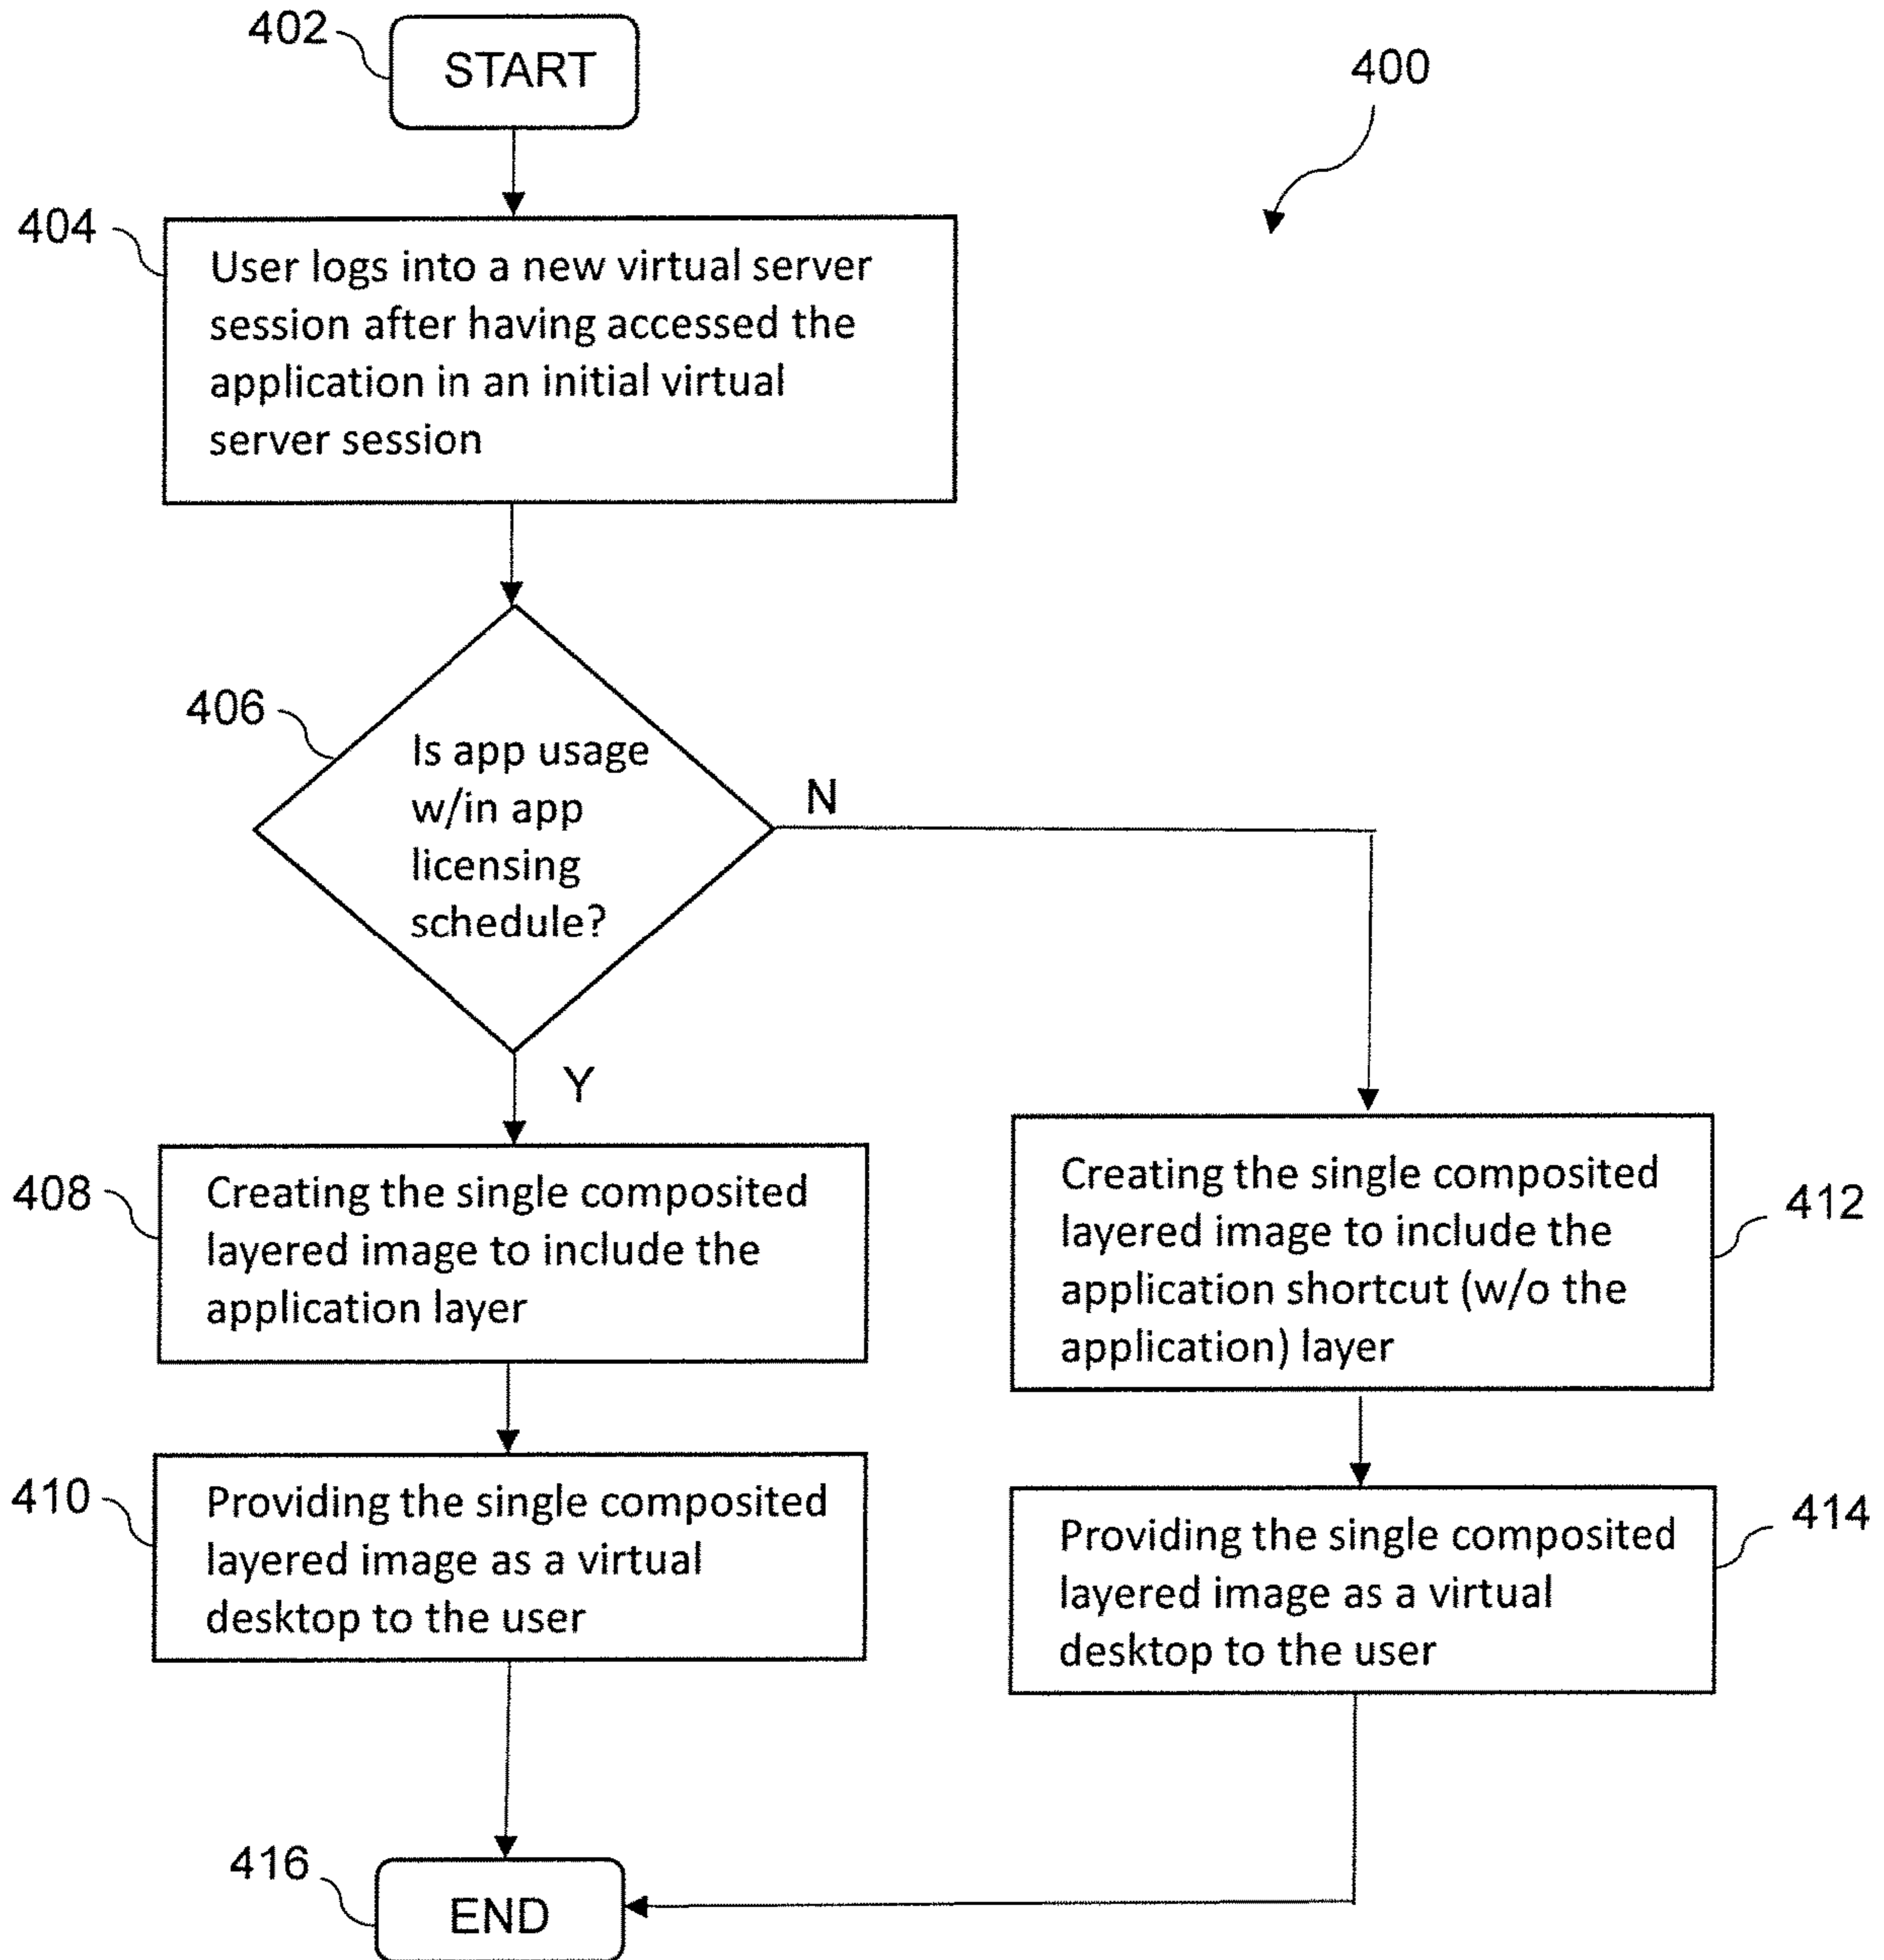 402
START
400
404
User logs into a new virtual server
session after having accessed the
application in an initial virtual
server session
406
Is app usage
w/in app
licensing
schedule?
N
Y
408
Creating the single composited
layered image to include the
application layer
412
Creating the single composited
layered image to include the
application shortcut (w/o the
application) layer
410
Providing the single composited
layered image as a virtual
desktop to the user
414
Providing the single composited
layered image as a virtual
desktop to the user
416
END